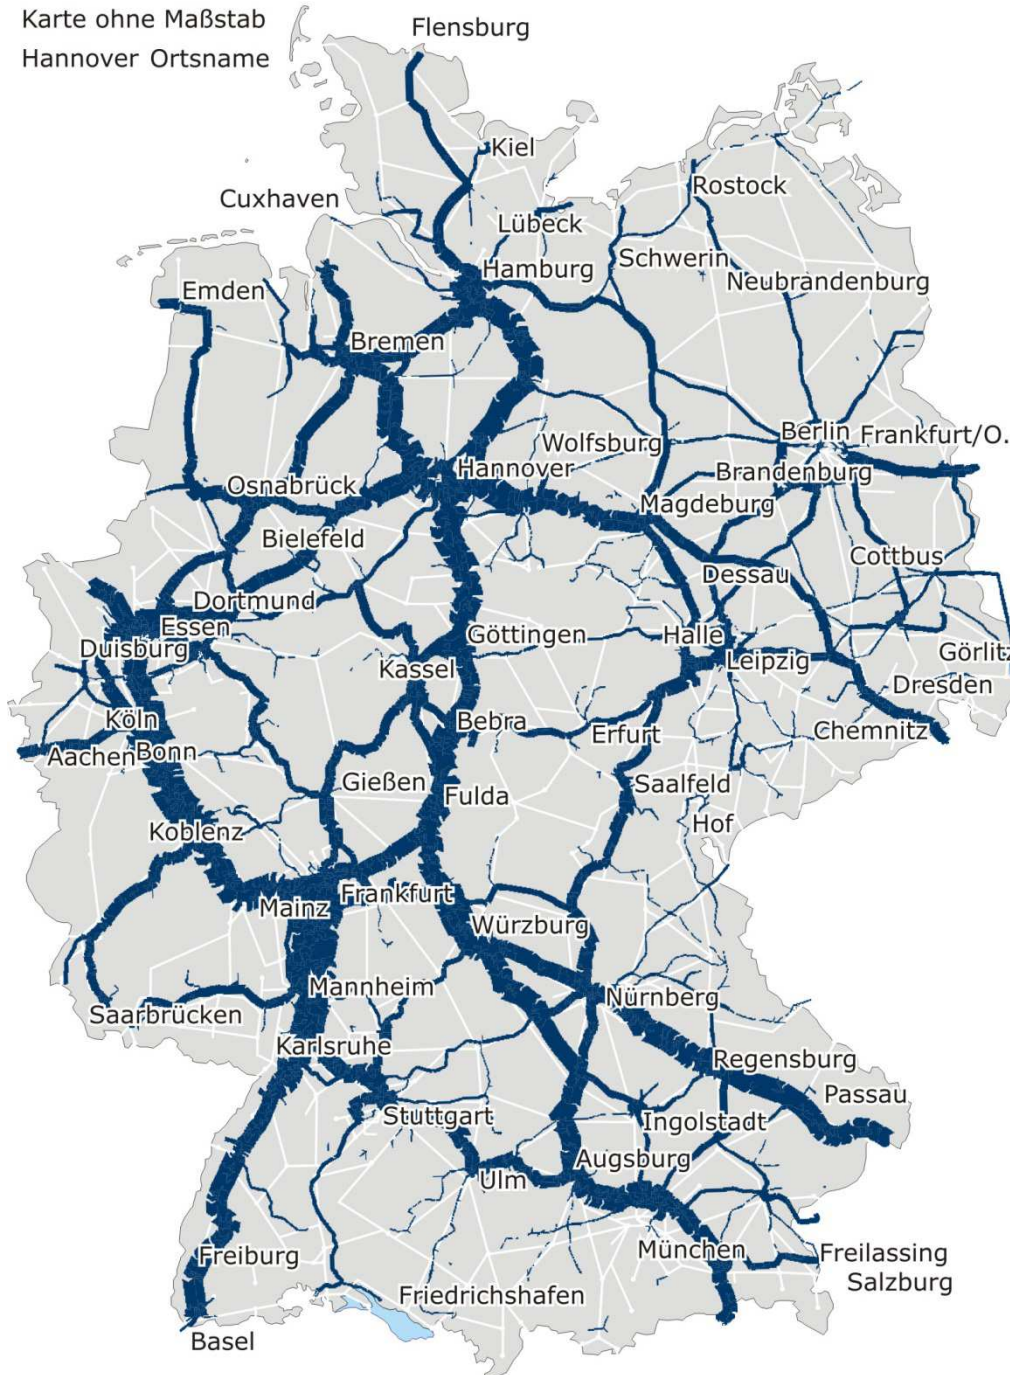 Karte ohne Maßstab
Hannover Ortsname
Flensburg
Kiel
Rostock
Cuxhaven
Lübeck
Schwerin
Hamburg
Neubrandenburg
Emden
Bremen
Berlin
Frankfurt/O.
Wolfsburg
Hannover
Brandenburg
Osnabrück
Magdeburg
Bielefeld
Cottbus
Dessau
Dortmund
Essen
Göttingen
Halle
Duisburg
Görlitz
Leipzig
Kassel
Dresden
Köln
Bebra
Chemnitz
Erfurt
Aachen
Bonn
Gießen
Saalfeld
Fulda
Hof
Koblenz
Frankfurt
Mainz
Würzburg
Mannheim
Nürnberg
Saarbrücken
Karlsruhe
Regensburg
Passau
Stuttgart
Ingolstadt
Augsburg
Ulm
München
Freilassing
Freiburg
Salzburg
Friedrichshafen
Basel